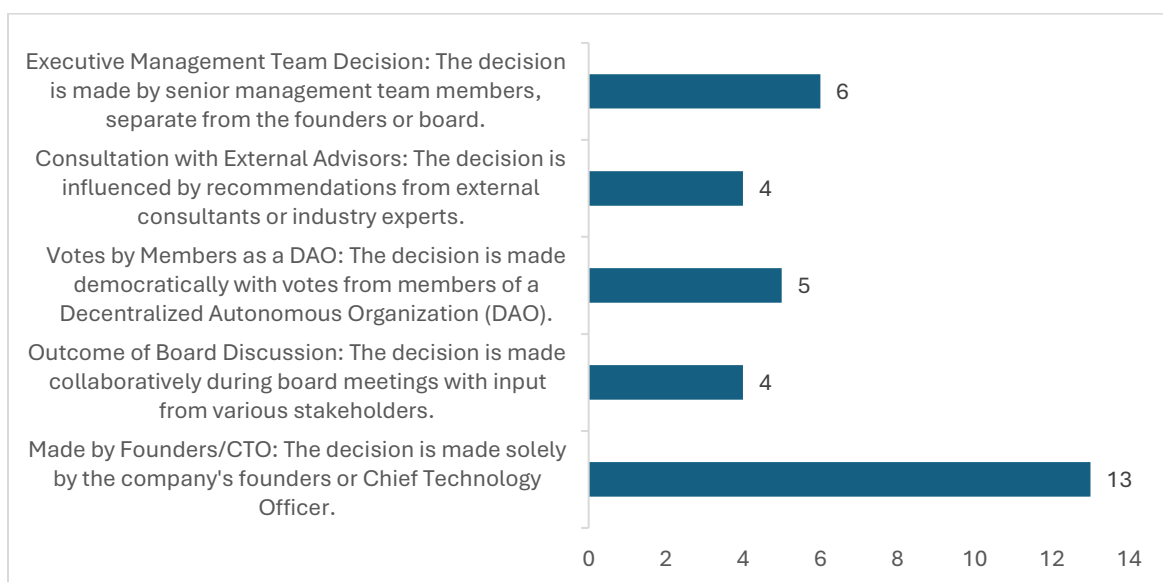 Executive Management Team Decision: The decision
is made by senior management team members,
separate from the founders or board.
6
Consultation with External Advisors: The decision is
influenced by recommendations from external
consultants or industry experts.
4
Votes by Members as a DAO: The decision is made
democratically with votes from members of a
Decentralized Autonomous Organization (DAO).
5
Outcome of Board Discussion: The decision is made
collaboratively during board meetings with input
from various stakeholders.
4
Made by Founders/CTO: The decision is made solely
by the company's founders or Chief Technology
Officer.
13
0 2 4 6 8 10 12 14